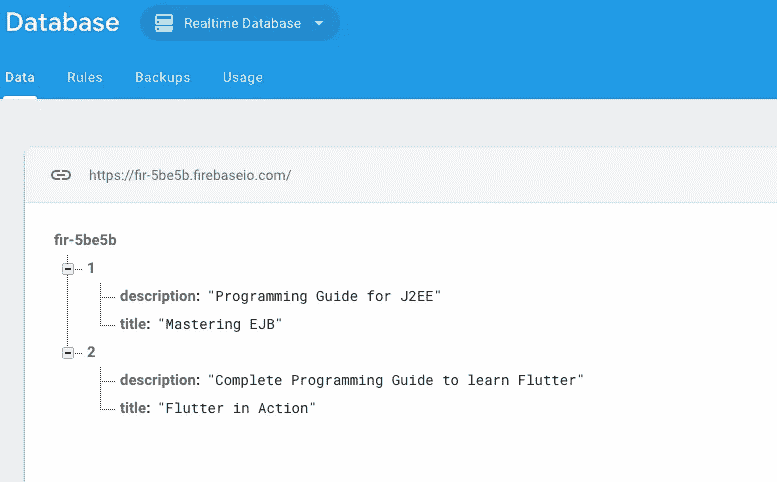 Database Realtime Database
Data Rules Backups Usage
https://fir-5be5b.firebaseio.com/
fir-5be5b
1
description: "Programming Guide for J2EE"
title: "Mastering EJB"
2
description: "Complete Programming Guide to learn Flutter"
title: "Flutter in Action"